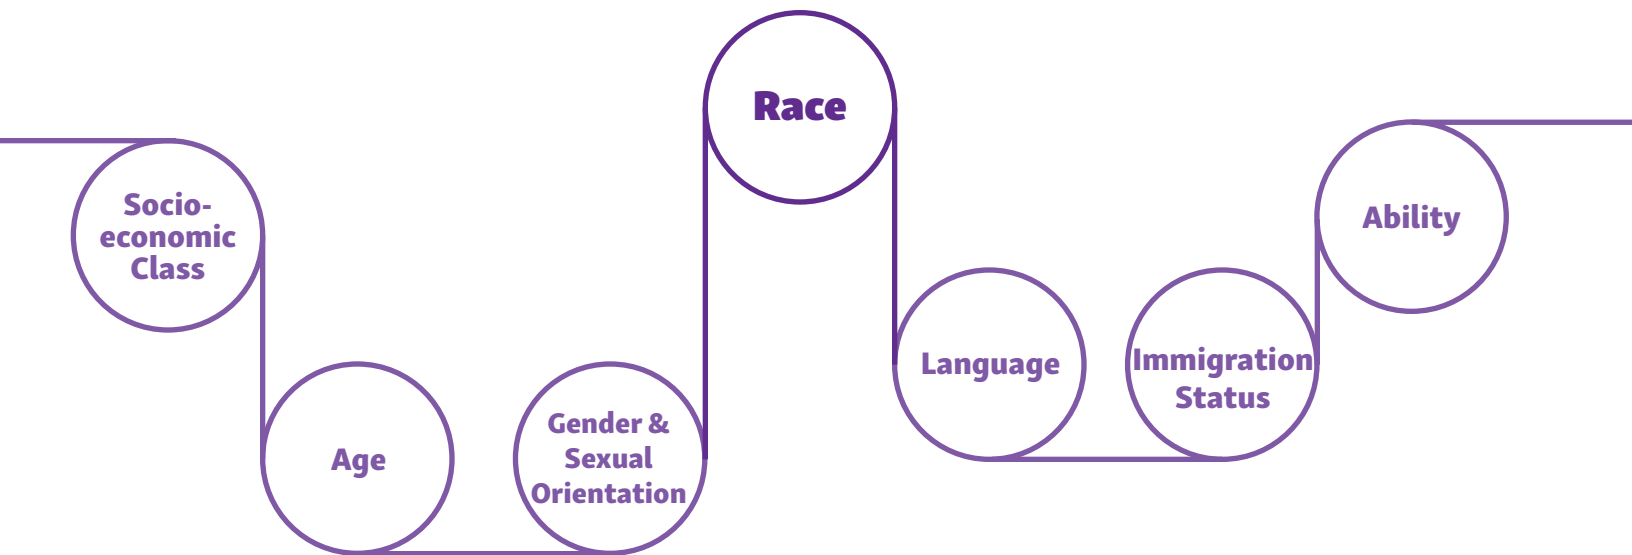 Socio-
economic
Class
Age
Gender &
Sexual
Orientation
Race
Language
Immigration
Status
Ability